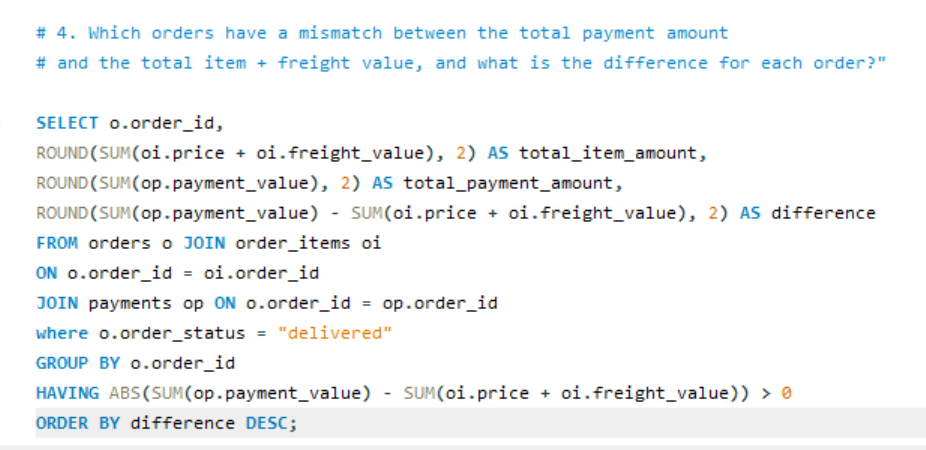 # 4. Which orders have a mismatch between the total payment amount
# and the total item + freight value, and what is the difference for each order?"
SELECT o.order_id,
ROUND(SUM(oi.price + oi.freight_value), 2) AS total_item_amount,
ROUND(SUM(op.payment_value), 2) AS total_payment_amount,
ROUND(SUM(op.payment_value) - SUM(oi.price + oi.freight_value), 2) AS difference
FROM orders o JOIN order_items oi
ON o.order_id = oi.order_id
JOIN payments op ON o.order_id = op.order_id
where o.order_status = "delivered"
GROUP BY o.order_id
HAVING ABS(SUM(op.payment_value) - SUM(oi.price + oi.freight_value)) > 0
ORDER BY difference DESC;